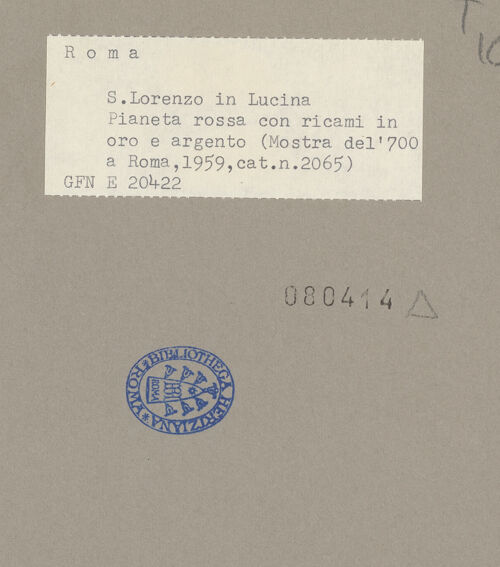 T
R o m a
S.Lorenzo in Lucina
Pianeta rossa con ricami in
oro e argento (Mostra del'700
a Roma,1959,cat.n.2065)
GFN E 20422
080414
*BIBLIOTHECA HERTZIANA*ROM
ROMA